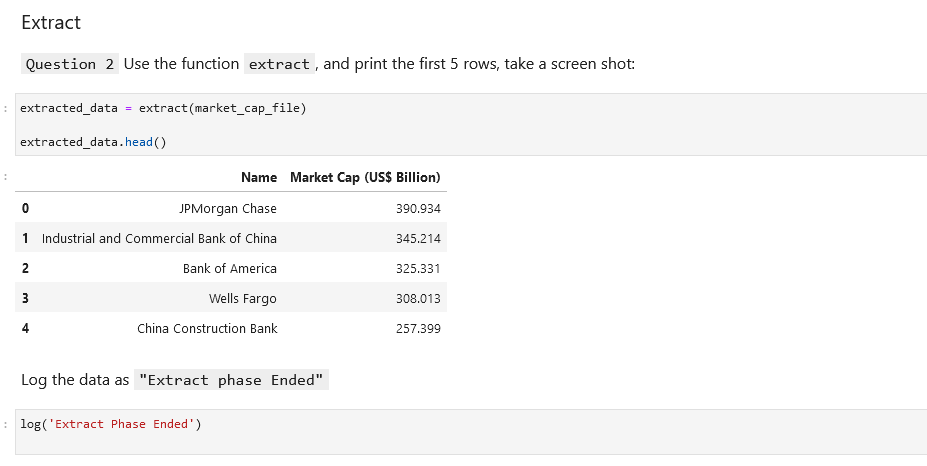 Extract
Question 2 Use the function extract, and print the first 5 rows, take a screen shot:
: extracted_data = extract(market_cap_file)
extracted_data.head()
: Name Market Cap (US$ Billion)
0 JPMorgan Chase 390.934
1 Industrial and Commercial Bank of China 345.214
2 Bank of America 325.331
3 Wells Fargo 308.013
4 China Construction Bank 257.399
Log the data as "Extract phase Ended"
: log('Extract Phase Ended')